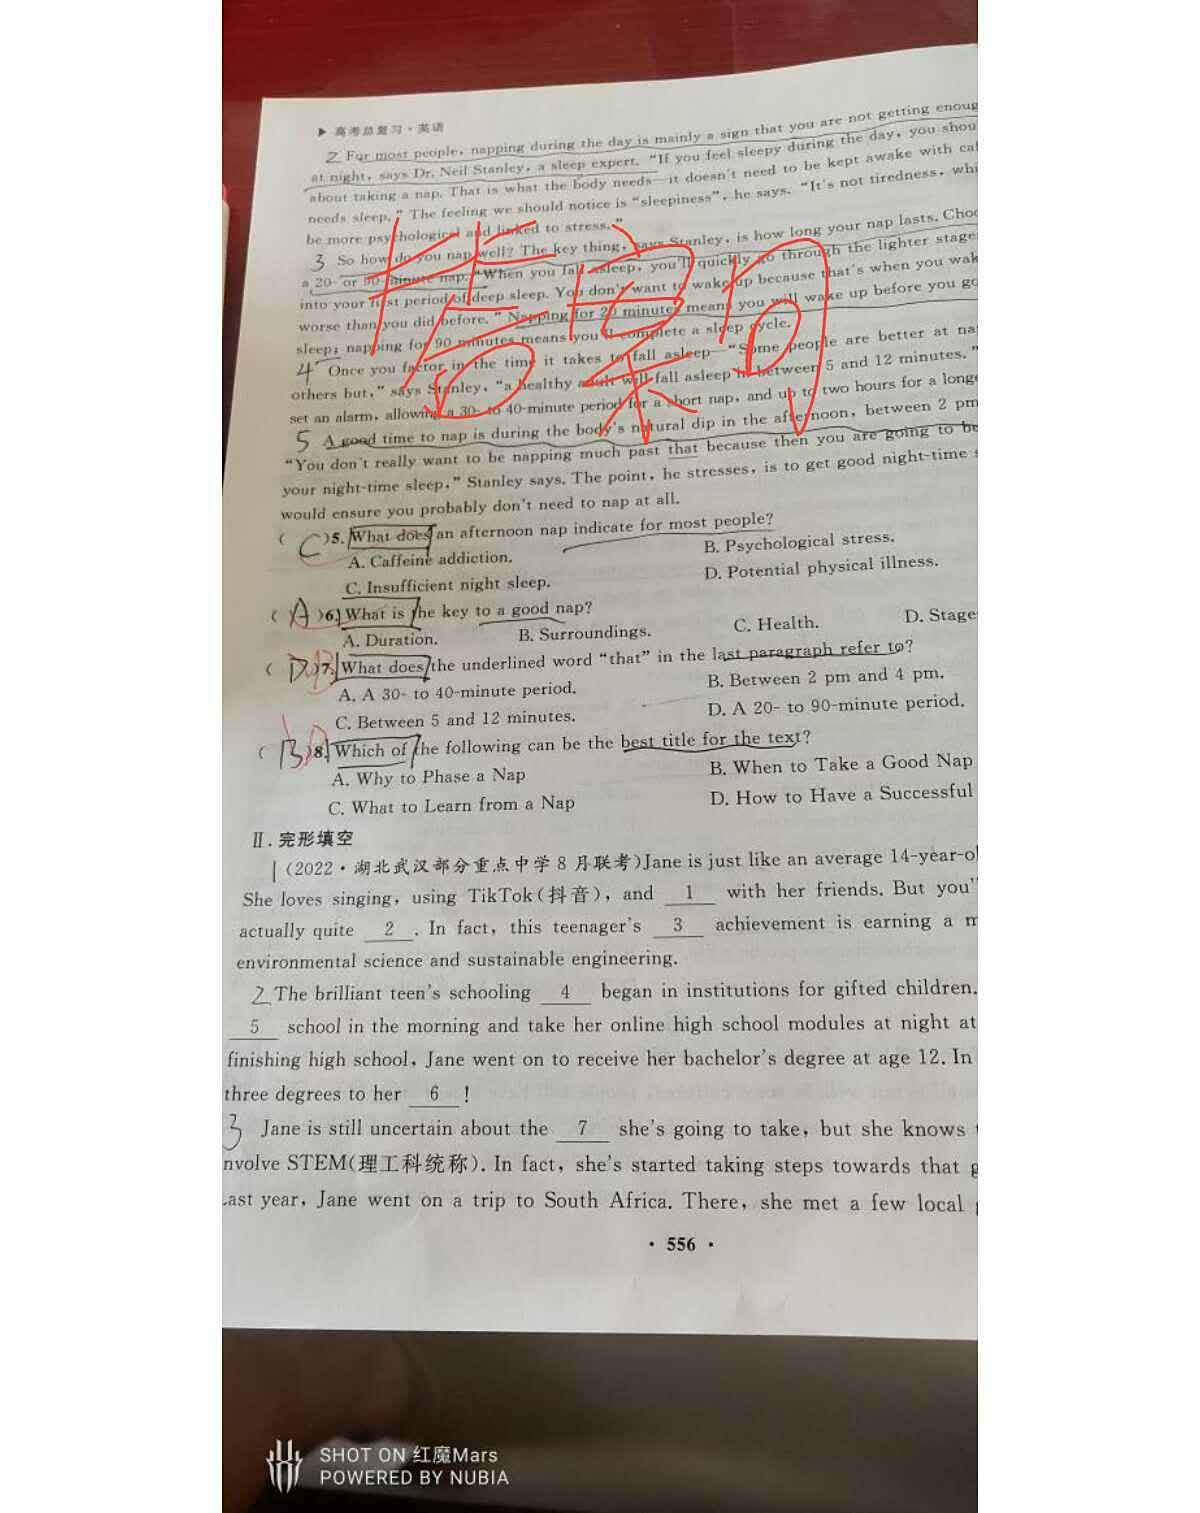 ▶ 高考总复习·英语
2 For most people, napping during the day is mainly a sign that you are not getting enoug
at night, says Dr. Neil Stanley, a sleep expert. “If you feel sleepy during the day, you shou
about taking a nap. That is what the body needs—it doesn't need to be kept awake with caf
needs sleep.” The feeling we should notice is “sleepiness”, he says. “It's not tiredness, whi
be more psychological and linked to stress.”
3 So how do you nap well? The key thing, says Stanley, is how long your nap lasts. Choo
a 20- or 90-minute nap. “When you fall asleep, you'll quickly go through the lighter stage
into your first period of deep sleep. You don't want to wake up because that's when you wak
worse than you did before.” Napping for 20 minutes means you will wake up before you go
sleep; napping for 90 minutes means you'll complete a sleep cycle.
4 Once you factor in the time it takes to fall asleep—“Some people are better at na
others but,” says Stanley, “a healthy adult will fall asleep in between 5 and 12 minutes.”
set an alarm, allowing a 30- to 40-minute period for a short nap, and up to two hours for a longe
5 A good time to nap is during the body's natural dip in the afternoon, between 2 pm
“You don't really want to be napping much past that because then you are going to be
your night-time sleep,” Stanley says. The point, he stresses, is to get good night-time s
would ensure you probably don't need to nap at all.
( C )5. What does an afternoon nap indicate for most people?
A. Caffeine addiction. B. Psychological stress.
C. Insufficient night sleep. D. Potential physical illness.
( A )6. What is the key to a good nap?
A. Duration. B. Surroundings. C. Health. D. Stage
( D B )7. What does the underlined word “that” in the last paragraph refer to?
A. A 30- to 40-minute period. B. Between 2 pm and 4 pm.
C. Between 5 and 12 minutes. D. A 20- to 90-minute period.
( B D )8. Which of the following can be the best title for the text?
A. Why to Phase a Nap B. When to Take a Good Nap
C. What to Learn from a Nap D. How to Have a Successful
Ⅱ. 完形填空
1 (2022·湖北武汉部分重点中学8月联考)Jane is just like an average 14-year-ol
She loves singing, using TikTok(抖音), and 1 with her friends. But you'
actually quite 2 . In fact, this teenager's 3 achievement is earning a m
environmental science and sustainable engineering.
2 The brilliant teen's schooling 4 began in institutions for gifted children.
5 school in the morning and take her online high school modules at night at
finishing high school, Jane went on to receive her bachelor's degree at age 12. In
three degrees to her 6 !
3 Jane is still uncertain about the 7 she's going to take, but she knows t
nvolve STEM(理工科统称). In fact, she's started taking steps towards that g
Last year, Jane went on a trip to South Africa. There, she met a few local g
· 556 ·
SHOT ON 红魔Mars
POWERED BY NUBIA